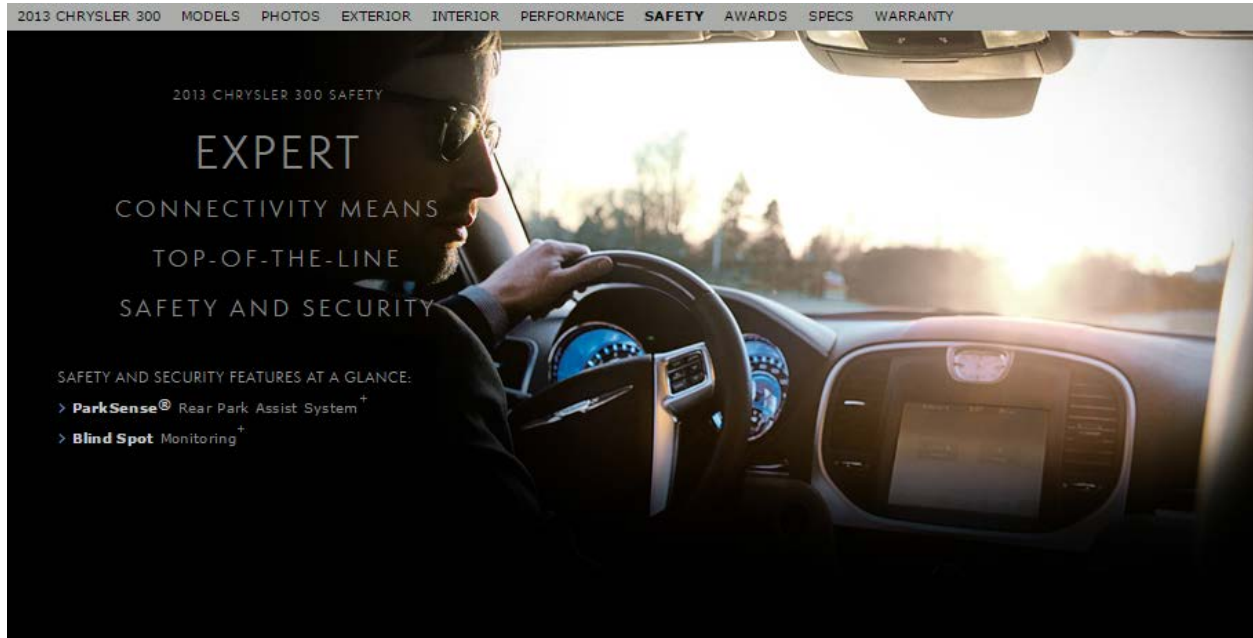 2013 CHRYSLER 300 MODELS PHOTOS EXTERIOR INTERIOR PERFORMANCE SAFETY AWARDS SPECS WARRANTY
2013 CHRYSLER 300 SAFETY
EXPERT
CONNECTIVITY MEANS
TOP-OF-THE-LINE
SAFETY AND SECURITY
SAFETY AND SECURITY FEATURES AT A GLANCE:
> ParkSense® Rear Park Assist System+
> Blind Spot Monitoring+